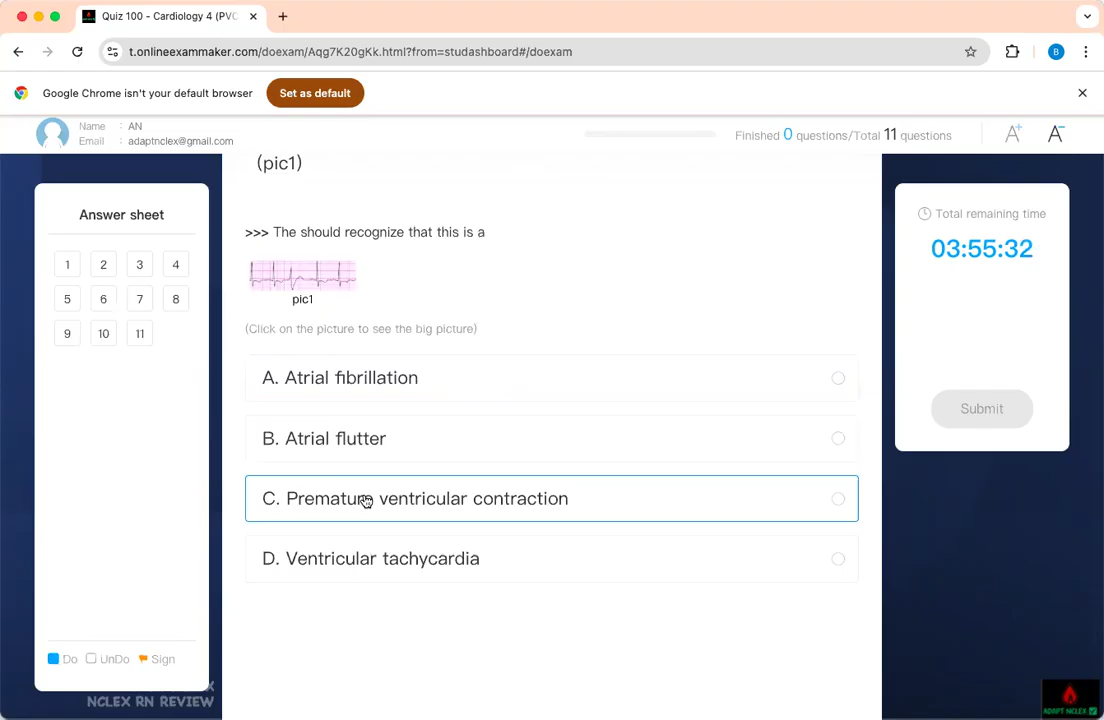 Quiz 100 - Cardiology 4 (PVC
t.onlineexammaker.com/doexam/Aqg7K20gKk.html?from=studashboard#/doexam
B
Google Chrome isn't your default browser
Set as default
Name : AN
Email : adaptnclex@gmail.com
Finished 0 questions/Total 11 questions
A+ A-
(pic1)
Answer sheet
1 2 3 4
5 6 7 8
9 10 11
Do UnDo Sign
NCLEX RN REVIEW
>>> The should recognize that this is a
pic1
(Click on the picture to see the big picture)
A. Atrial fibrillation
B. Atrial flutter
C. Premature ventricular contraction
D. Ventricular tachycardia
Total remaining time
03:55:32
Submit
ADAPT NCLEX